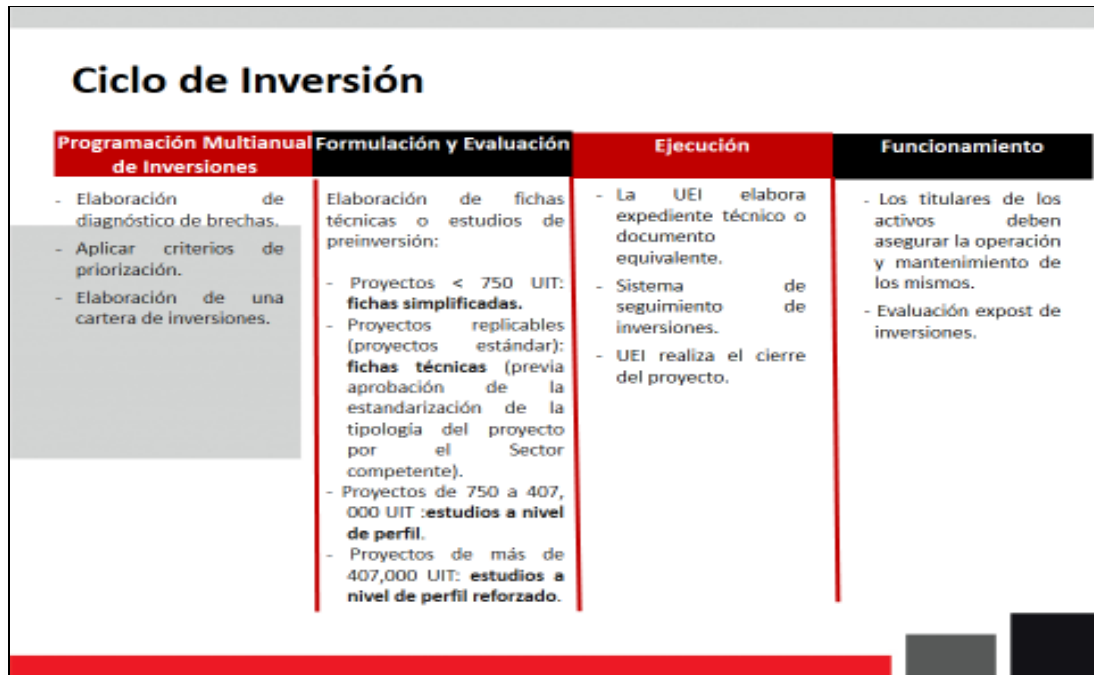 Ciclo de Inversión
Programación Multianual
de Inversiones
- Elaboración de
diagnóstico de brechas.
- Aplicar criterios de
priorización.
- Elaboración de una
cartera de inversiones.
Formulación y Evaluación
Elaboración de fichas
técnicas o estudios de
preinversión:
- Proyectos < 750 UIT:
fichas simplificadas.
- Proyectos replicables
(proyectos estándar):
fichas técnicas (previa
aprobación de la
estandarización de la
tipología del proyecto
por el Sector
competente).
- Proyectos de 750 a 407,
000 UIT :estudios a nivel
de perfil.
- Proyectos de más de
407,000 UIT: estudios a
nivel de perfil reforzado.
Ejecución
- La UEI elabora
expediente técnico o
documento
equivalente.
- Sistema de
seguimiento de
inversiones.
- UEI realiza el cierre
del proyecto.
Funcionamiento
- Los titulares de los
activos deben
asegurar la operación
y mantenimiento de
los mismos.
- Evaluación expost de
inversiones.